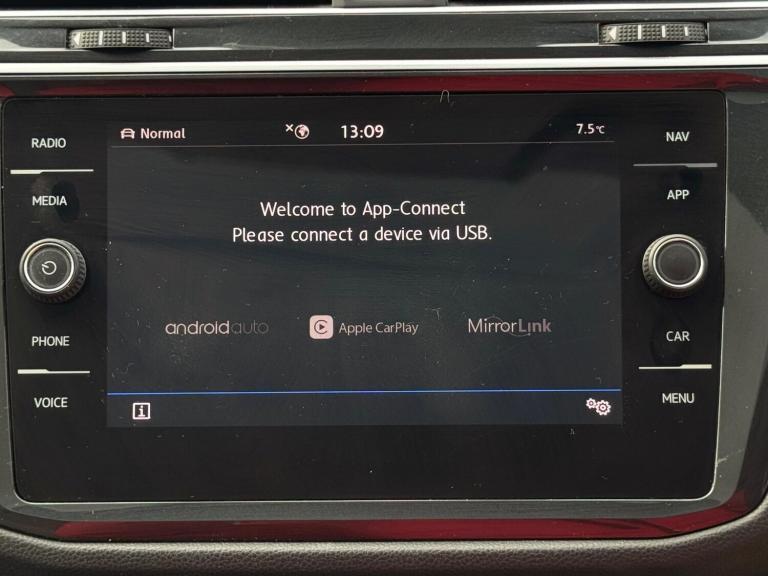 RADIO
MEDIA
PHONE
VOICE
Normal
13:09
7.5°C
Welcome to App-Connect
Please connect a device via USB.
androidauto
Apple CarPlay
MirrorLink
i
NAV
APP
CAR
MENU